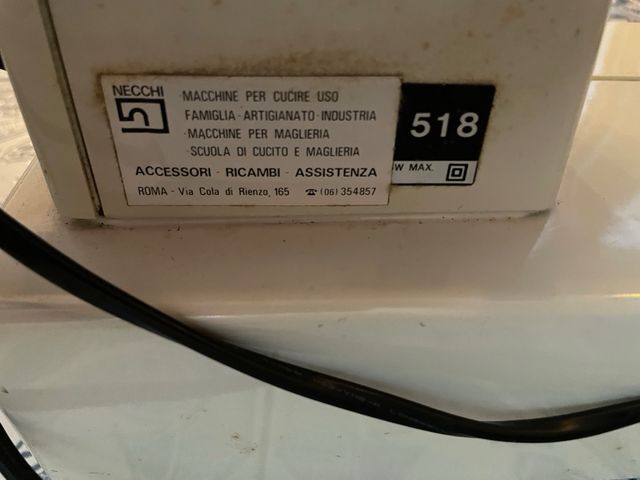 NECCHI
·MACCHINE PER CUCIRE USO
FAMIGLIA·ARTIGIANATO·INDUSTRIA
·MACCHINE PER MAGLIERIA
·SCUOLA DI CUCITO E MAGLIERIA
ACCESSORI · RICAMBI · ASSISTENZA
ROMA - Via Cola di Rienzo, 165 ☎ (06) 354857
518
W MAX.